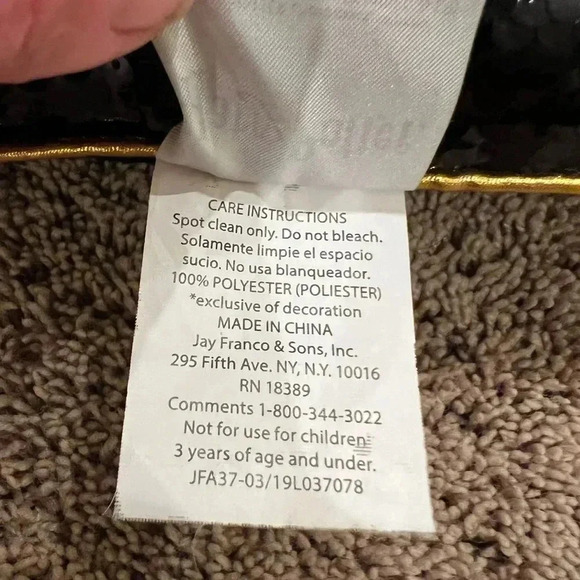 CARE INSTRUCTIONS
Spot clean only. Do not bleach.
Solamente limpie el espacio
sucio. No usa blanqueador.
100% POLYESTER (POLIESTER)
*exclusive of decoration
MADE IN CHINA
Jay Franco & Sons, Inc.
295 Fifth Ave. NY, N.Y. 10016
RN 18389
Comments 1-800-344-3022
Not for use for children
3 years of age and under.
JFA37-03/19L037078